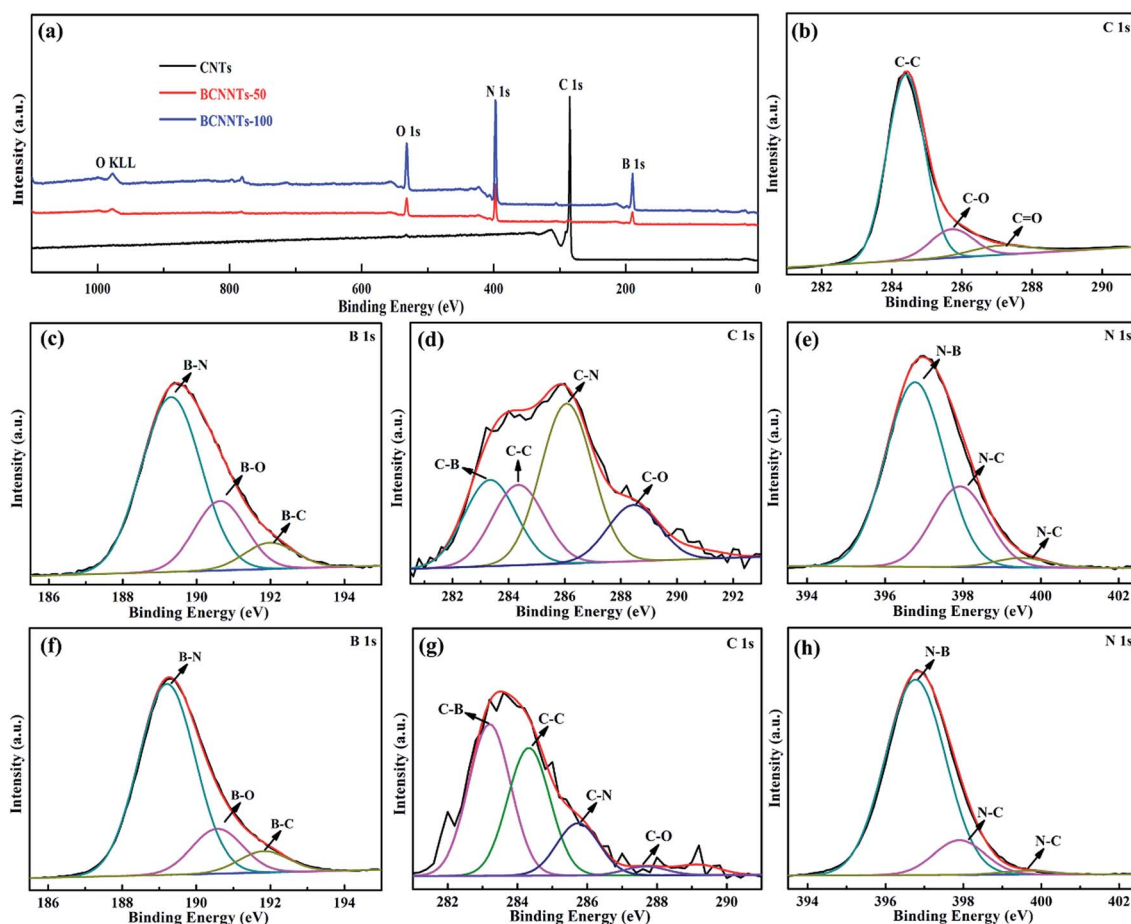 (a)
CNTs
BCNNTs-50
BCNNTs-100
O KLL
O 1s
N 1s
C 1s
B 1s
Intensity (a.u.)
1000 800 600 400 200 0
Binding Energy (eV)
(b)
C 1s
C-C
C-O
C=O
Intensity (a.u.)
282 284 286 288 290
Binding Energy (eV)
(c)
B 1s
B-N
B-O
B-C
Intensity (a.u.)
186 188 190 192 194
Binding Energy (eV)
(d)
C 1s
C-N
C-B
C-C
C-O
Intensity (a.u.)
282 284 286 288 290 292
Binding Energy (eV)
(e)
N 1s
N-B
N-C
N-C
Intensity (a.u.)
394 396 398 400 402
Binding Energy (eV)
(f)
B 1s
B-N
B-O
B-C
Intensity (a.u.)
186 188 190 192 194
Binding Energy (eV)
(g)
C 1s
C-B
C-C
C-N
C-O
Intensity (a.u.)
282 284 286 288 290
Binding Energy (eV)
(h)
N 1s
N-B
N-C
N-C
Intensity (a.u.)
394 396 398 400 402
Binding Energy (eV)